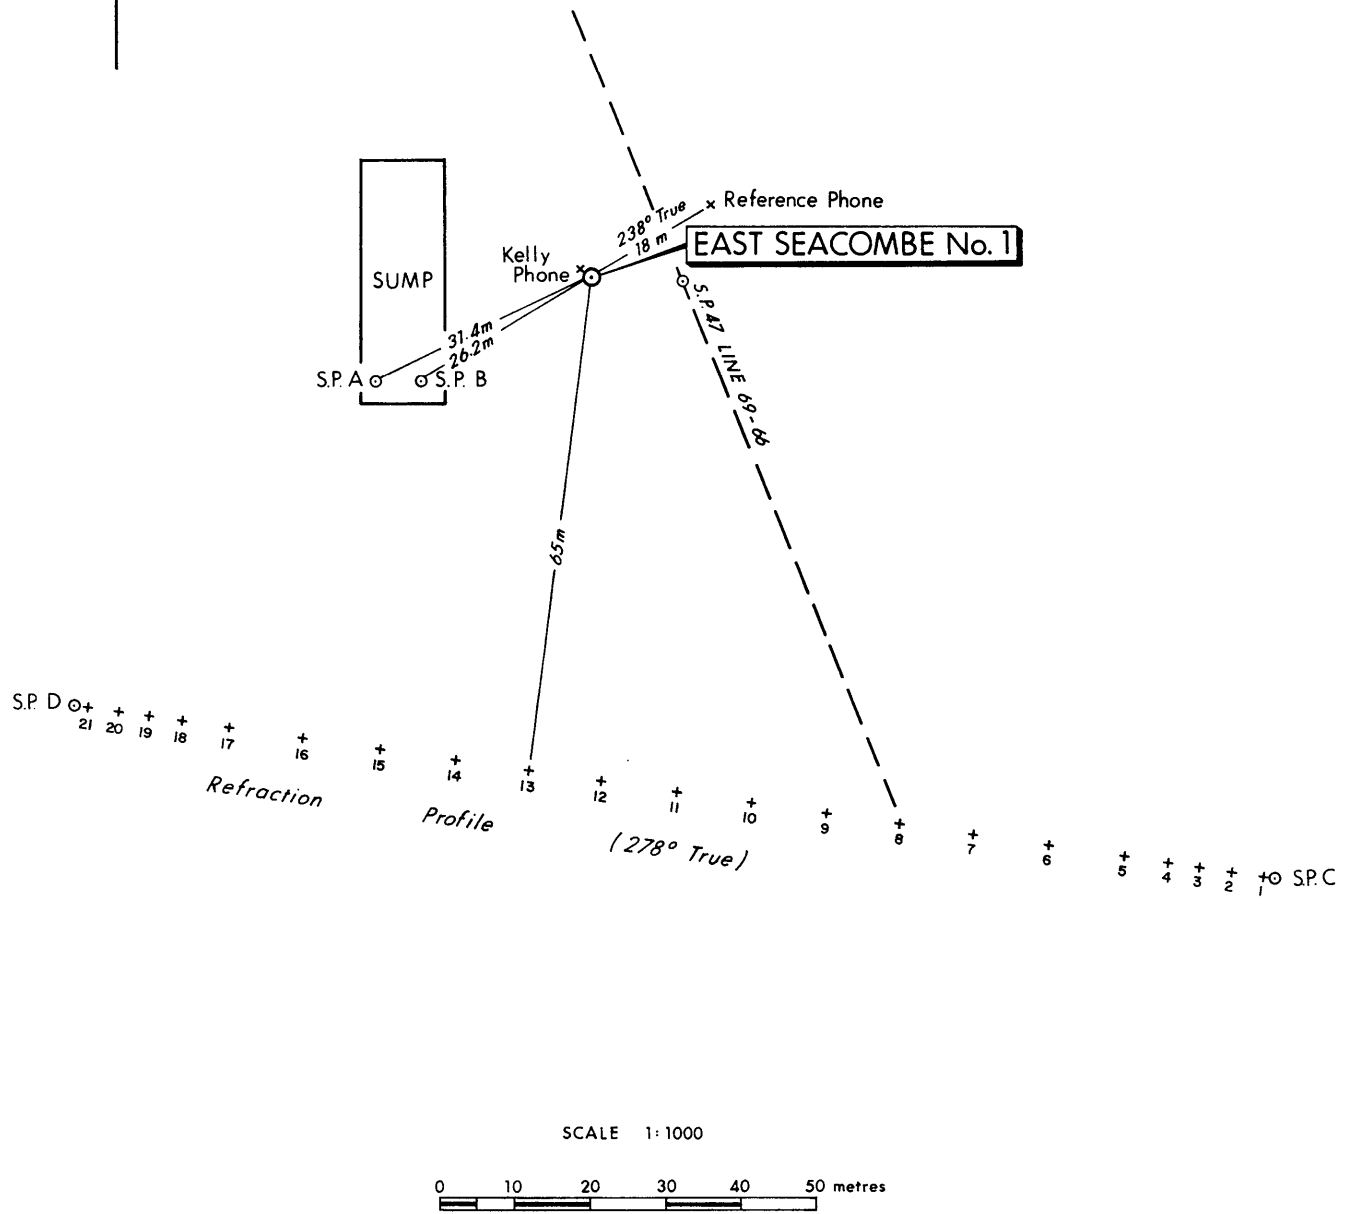 Reference Phone
238° True
18 m
EAST SEACOMBE No. 1
Kelly
Phone
SUMP
31.4m
26.2m
S.P. A
S.P. B
S.P. 47 LINE 69-66
65m
S.P. D
21
20
19
18
17
16
15
14
13
12
11
10
9
8
7
6
5
4
3
2
1
S.P. C
Refraction Profile (278° True)
SCALE 1:1000
0 10 20 30 40 50 metres